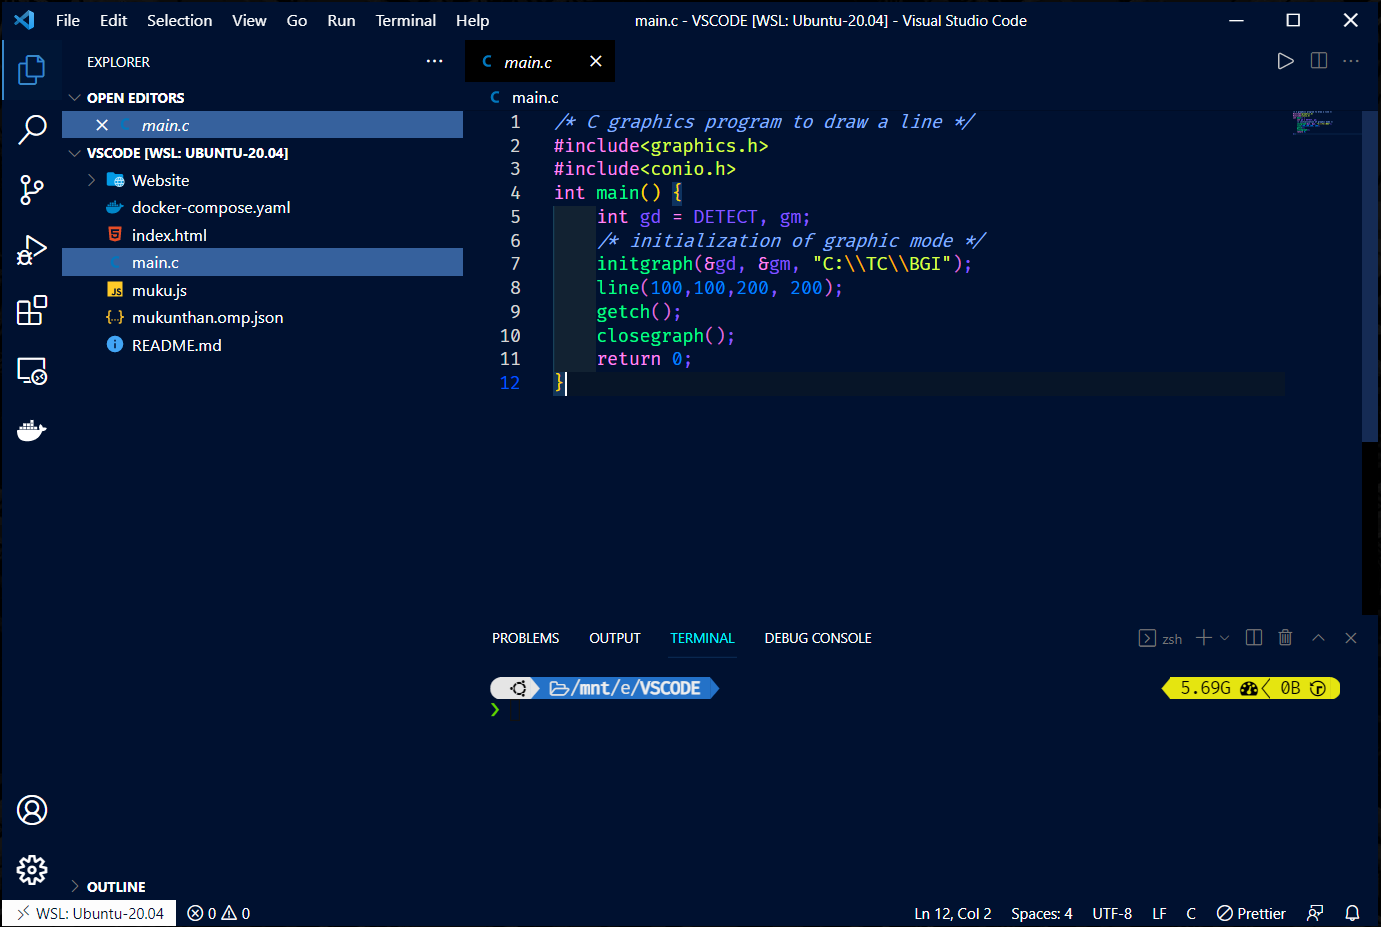 File Edit Selection View Go Run Terminal Help
main.c - VSCODE [WSL: Ubuntu-20.04] - Visual Studio Code
EXPLORER
OPEN EDITORS
main.c
VSCODE [WSL: UBUNTU-20.04]
Website
docker-compose.yaml
index.html
main.c
muku.js
mukunthan.omp.json
README.md
OUTLINE
main.c
main.c
1 /* C graphics program to draw a line */
2 #include<graphics.h>
3 #include<conio.h>
4 int main() {
5 int gd = DETECT, gm;
6 /* initialization of graphic mode */
7 initgraph(&gd, &gm, "C:\\TC\\BGI");
8 line(100,100,200, 200);
9 getch();
10 closegraph();
11 return 0;
12 }
PROBLEMS OUTPUT TERMINAL DEBUG CONSOLE
zsh
/mnt/e/VSCODE
5.69G 0B
❯
WSL: Ubuntu-20.04 0 0
Ln 12, Col 2 Spaces: 4 UTF-8 LF C Prettier